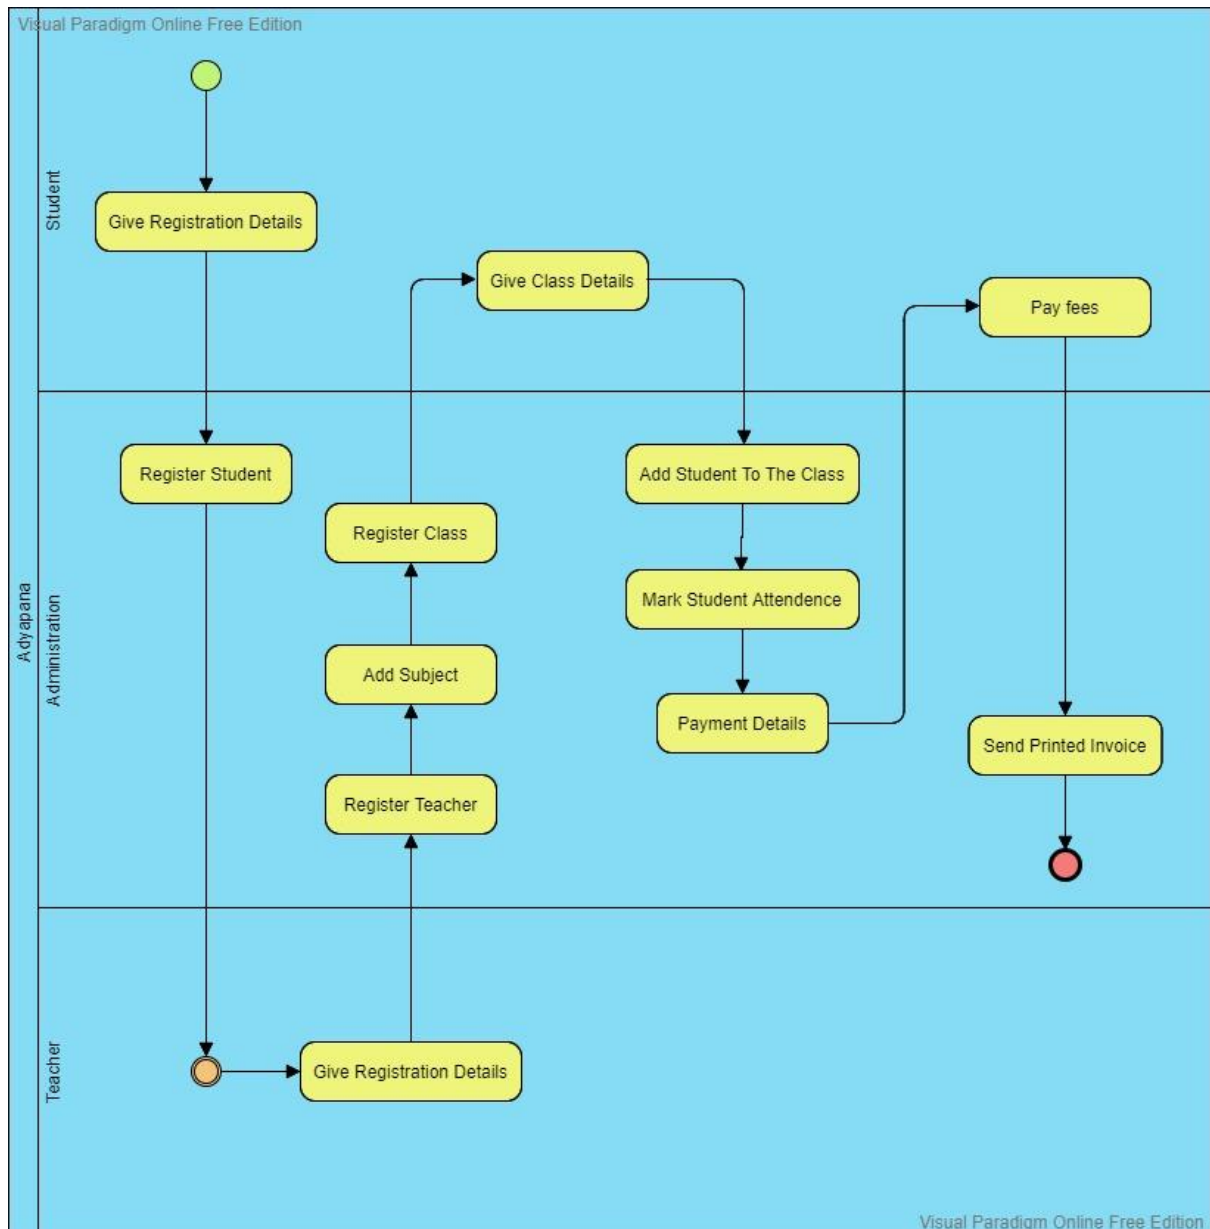 Visual Paradigm Online Free Edition
Adyapana
Student
Give Registration Details
Give Class Details
Pay fees
Administration
Register Student
Add Student To The Class
Register Class
Mark Student Attendence
Add Subject
Payment Details
Send Printed Invoice
Register Teacher
Teacher
Give Registration Details
Visual Paradigm Online Free Edition